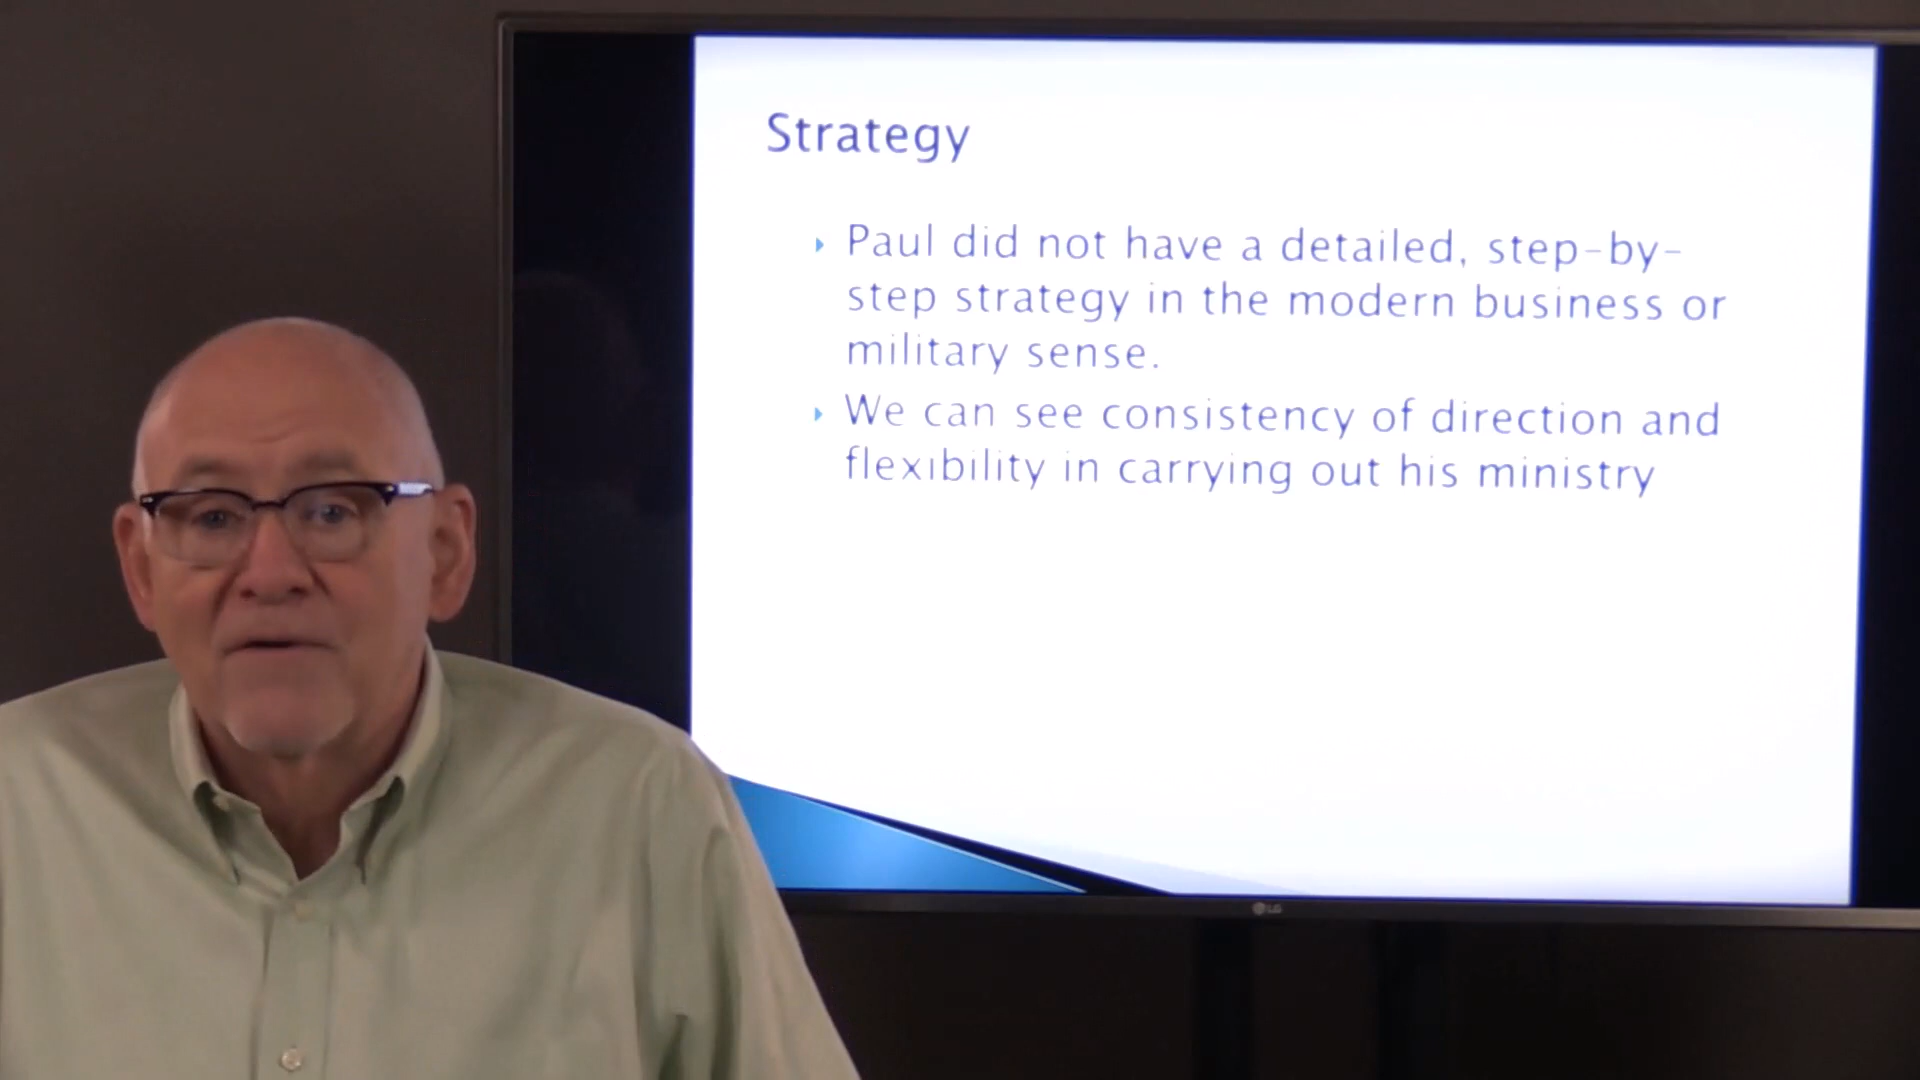 Strategy
Paul did not have a detailed, step-by-
step strategy in the modern business or
military sense.
We can see consistency of direction and
flexibility in carrying out his ministry
LG